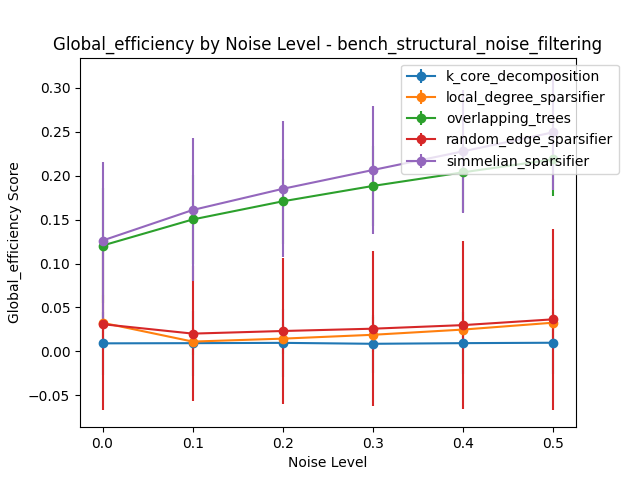 Global_efficiency by Noise Level - bench_structural_noise_filtering
k_core_decomposition
local_degree_sparsifier
overlapping_trees
random_edge_sparsifier
simmelian_sparsifier
Global_efficiency Score
0.30
0.25
0.20
0.15
0.10
0.05
0.00
−0.05
0.0 0.1 0.2 0.3 0.4 0.5
Noise Level